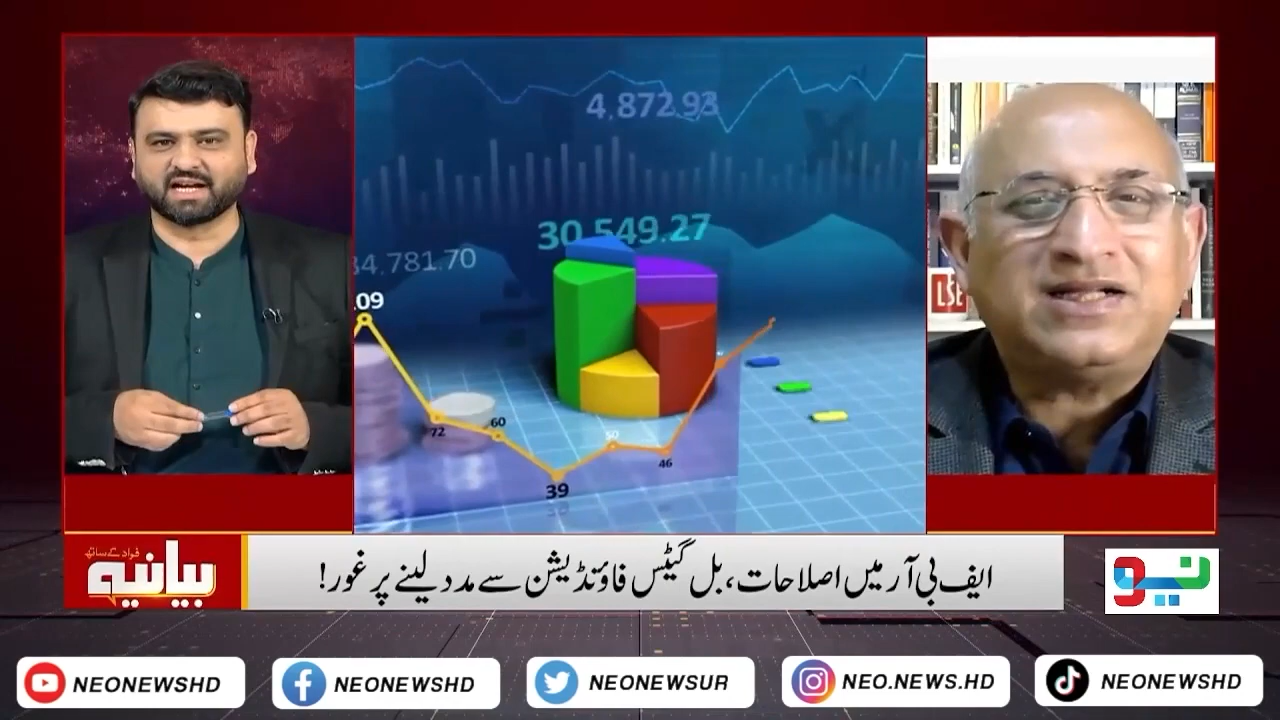 4,872.93
30,549.27
34,781.70
.09
72
60
39
50
46
LSE
فواد کے ساتھ
بیانیہ
ایف بی آر میں اصلاحات، بل گیٹس فاؤنڈیشن سے مدد لینے پر غور!
نیو
NEONEWSHD
NEONEWSHD
NEONEWSUR
NEO.NEWS.HD
NEONEWSHD